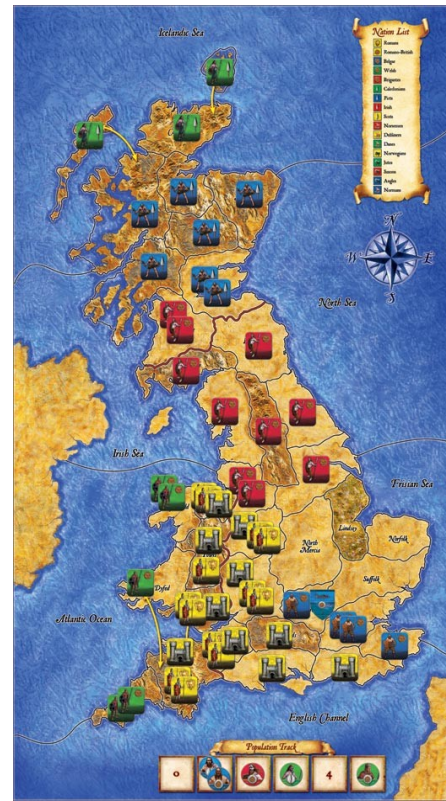 Icelandic Sea
Nation List
Romans
Romano-British
Belgae
Welsh
Brigantes
Caledonians
Picts
Irish
Scots
Norsemen
Dubliners
Danes
Norwegians
Jutes
Saxons
Angles
Normans
N
W
E
S
North Sea
Irish Sea
Frisian Sea
Lindsey
Norfolk
North
Mercia
Suffolk
Dyfed
Atlantic Ocean
English Channel
Population Track
0
4